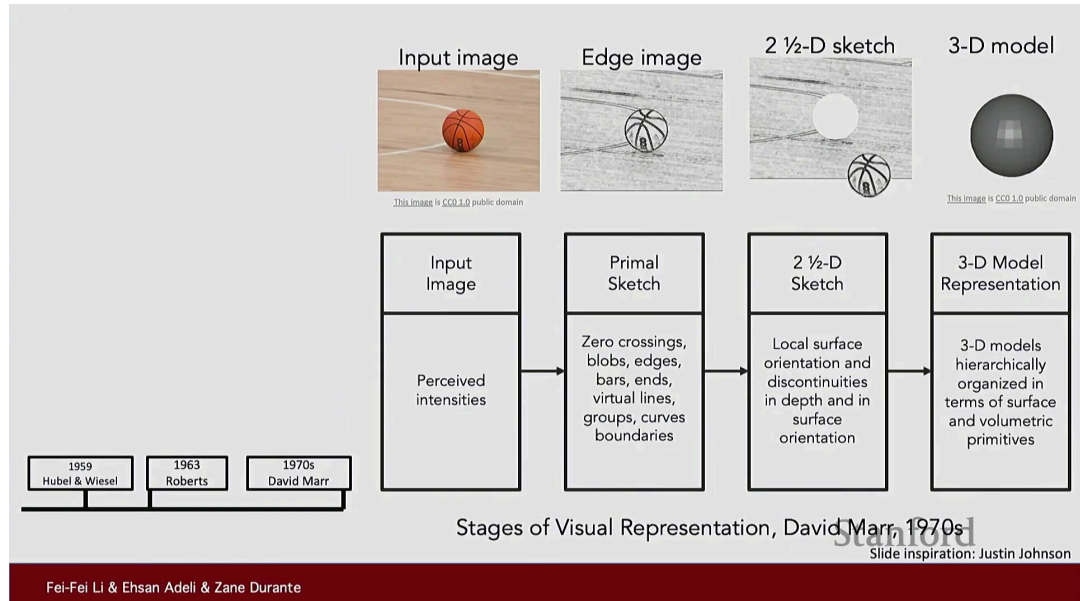 Input image
Edge image
2 ½-D sketch
3-D model
This image is CC0 1.0 public domain
This image is CC0 1.0 public domain
Input
Image
Perceived
intensities
Primal
Sketch
Zero crossings,
blobs, edges,
bars, ends,
virtual lines,
groups, curves
boundaries
2 ½-D
Sketch
Local surface
orientation and
discontinuities
in depth and in
surface
orientation
3-D Model
Representation
3-D models
hierarchically
organized in
terms of surface
and volumetric
primitives
1959
Hubel & Wiesel
1963
Roberts
1970s
David Marr
Stages of Visual Representation, David Marr, 1970s
Stanford
Slide inspiration: Justin Johnson
Fei-Fei Li & Ehsan Adeli & Zane Durante